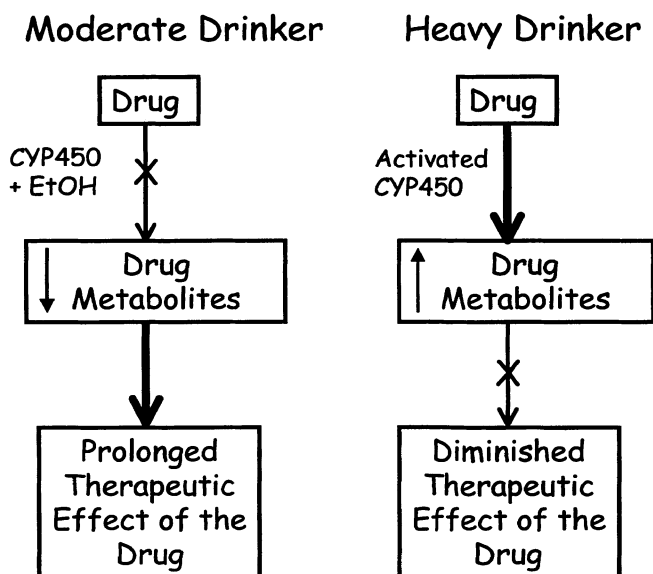 Moderate Drinker
Drug
CYP450
+ EtOH
Drug
Metabolites
Prolonged
Therapeutic
Effect of the
Drug
Heavy Drinker
Drug
Activated
CYP450
Drug
Metabolites
Diminished
Therapeutic
Effect of the
Drug